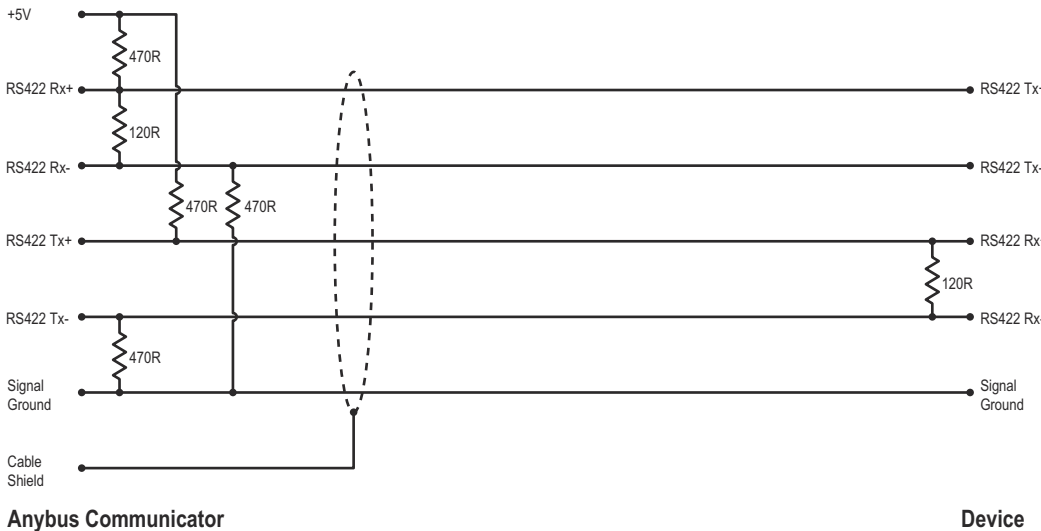 +5V
470R
RS422 Rx+
RS422 Tx+
120R
RS422 Rx-
RS422 Tx-
470R
470R
RS422 Tx+
RS422 Rx
120R
RS422 Tx-
RS422 Rx-
470R
Signal
Ground
Signal
Ground
Cable
Shield
Anybus Communicator
Device